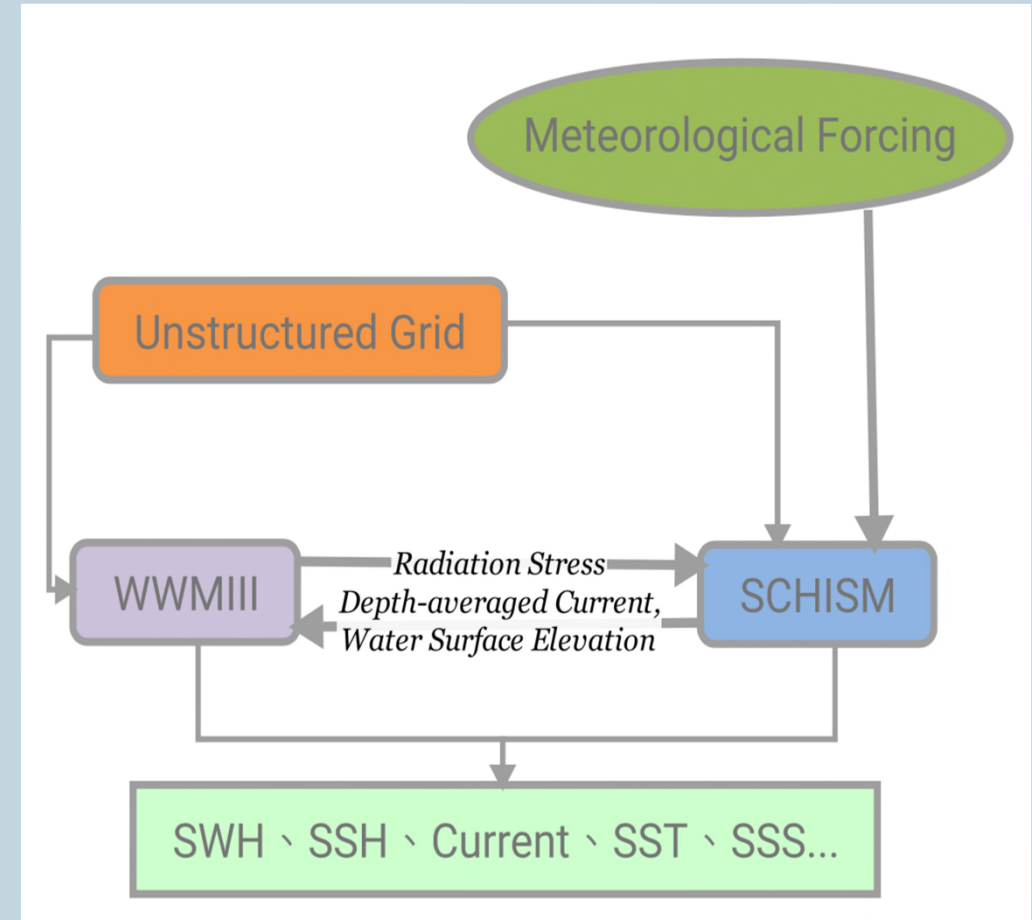 Meteorological Forcing
Unstructured Grid
WWMIII
Radiation Stress
Depth-averaged Current,
Water Surface Elevation
SCHISM
SWH、SSH、Current、SST、SSS...